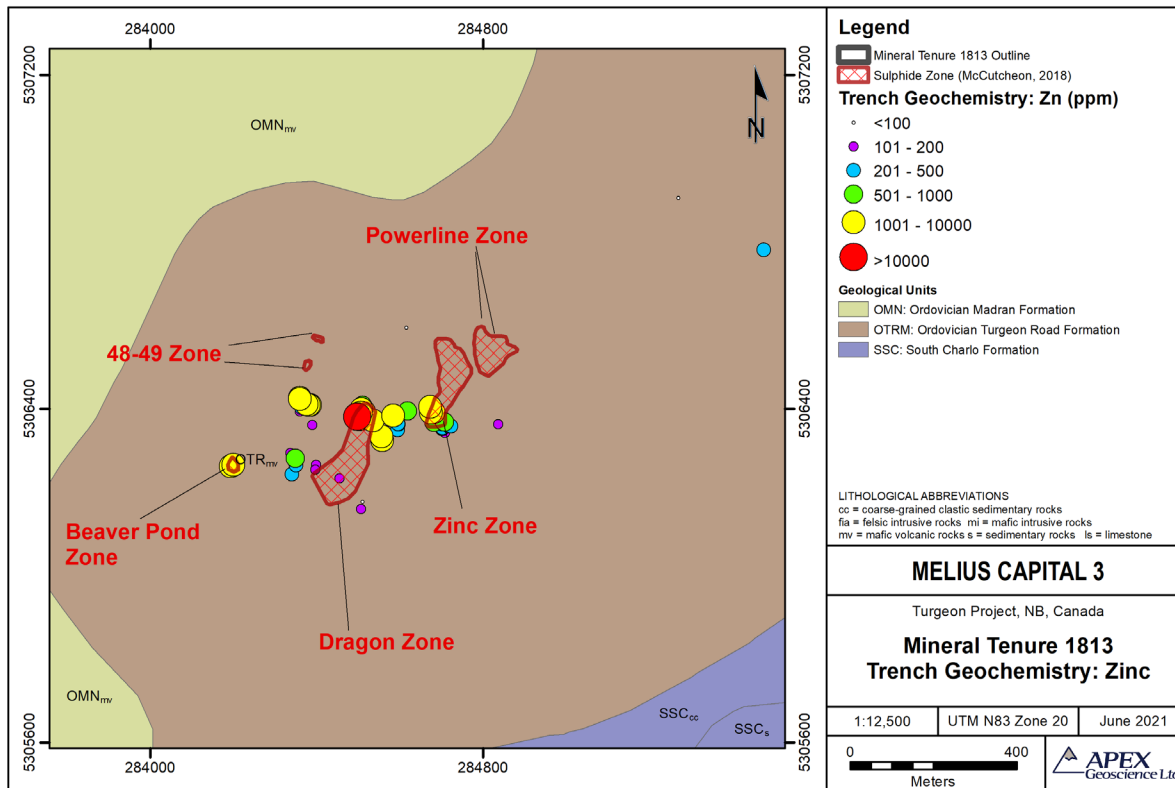 284000
284800
5307200
5307200
N
OMNmv
Powerline Zone
48-49 Zone
5306400
5306400
OTRmv
Beaver Pond
Zone
Zinc Zone
Dragon Zone
OMNmv
SSCcc
SSCs
5305600
5305600
284000
284800
Legend
Mineral Tenure 1813 Outline
Sulphide Zone (McCutcheon, 2018)
Trench Geochemistry: Zn (ppm)
<100
101 - 200
201 - 500
501 - 1000
1001 - 10000
>10000
Geological Units
OMN: Ordovician Madran Formation
OTRM: Ordovician Turgeon Road Formation
SSC: South Charlo Formation
LITHOLOGICAL ABBREVIATIONS
cc = coarse-grained clastic sedimentary rocks
fia = felsic intrusive rocks mi = mafic intrusive rocks
mv = mafic volcanic rocks s = sedimentary rocks ls = limestone
MELIUS CAPITAL 3
Turgeon Project, NB, Canada
Mineral Tenure 1813
Trench Geochemistry: Zinc
1:12,500
UTM N83 Zone 20
June 2021
0 400
Meters
APEX
Geoscience Ltd